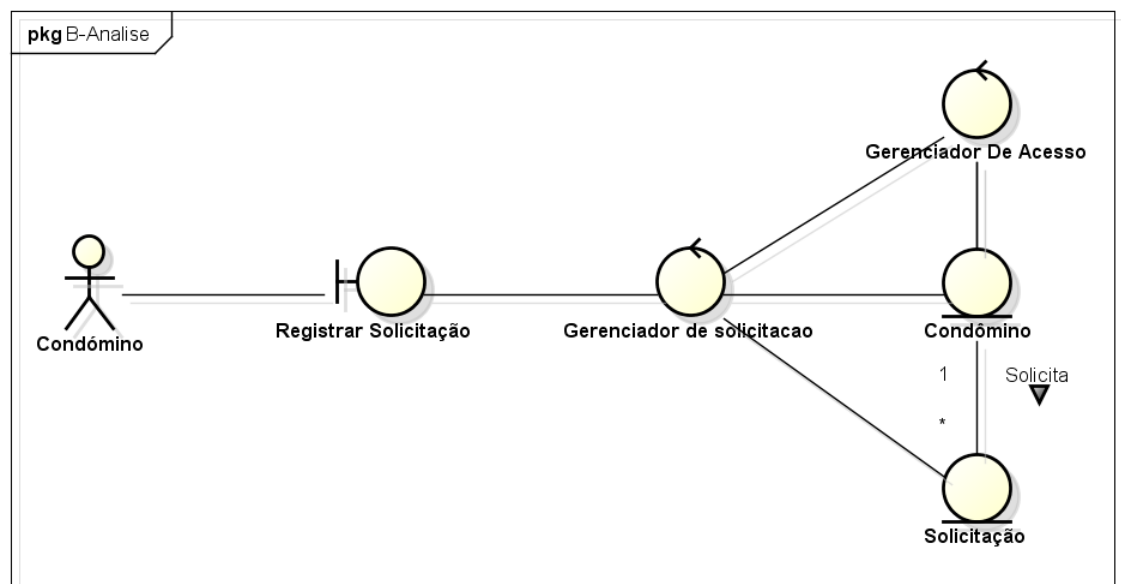 pkg B-Analise
Gerenciador De Acesso
Condómino
Registrar Solicitação
Gerenciador de solicitacao
Condômino
1
Solicita
*
Solicitação